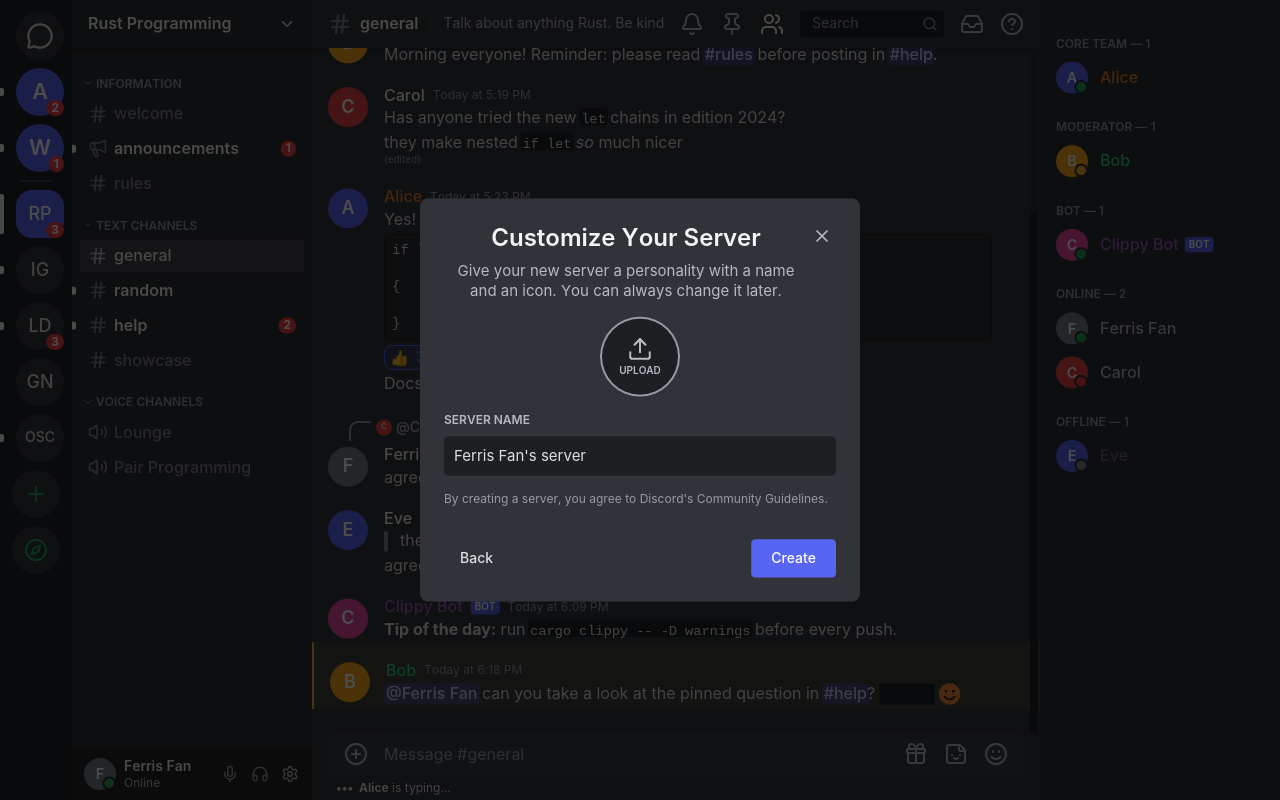 A
2
W
1
RP
3
IG
LD
3
GN
OSC
Rust Programming
INFORMATION
welcome
announcements
1
rules
TEXT CHANNELS
general
random
help
2
showcase
VOICE CHANNELS
Lounge
Pair Programming
F
Ferris Fan
Online
general
Talk about anything Rust. Be kind
Search
Morning everyone! Reminder: please read #rules before posting in #help.
C
Carol Today at 5:19 PM
Has anyone tried the new let chains in edition 2024?
they make nested if let so much nicer
(edited)
A
Alice Today at 5:23 PM
Yes!
if
{
}
👍
Docs
C @C
F
Ferri
agre
E
Eve
the
agre
C
Clippy Bot BOT Today at 6:09 PM
Tip of the day: run cargo clippy -- -D warnings before every push.
B
Bob Today at 6:18 PM
@Ferris Fan can you take a look at the pinned question in #help?
Message #general
Alice is typing...
Customize Your Server
Give your new server a personality with a name
and an icon. You can always change it later.
UPLOAD
SERVER NAME
Ferris Fan's server
By creating a server, you agree to Discord's Community Guidelines.
Back
Create
CORE TEAM — 1
A
Alice
MODERATOR — 1
B
Bob
BOT — 1
C
Clippy Bot BOT
ONLINE — 2
F
Ferris Fan
C
Carol
OFFLINE — 1
E
Eve